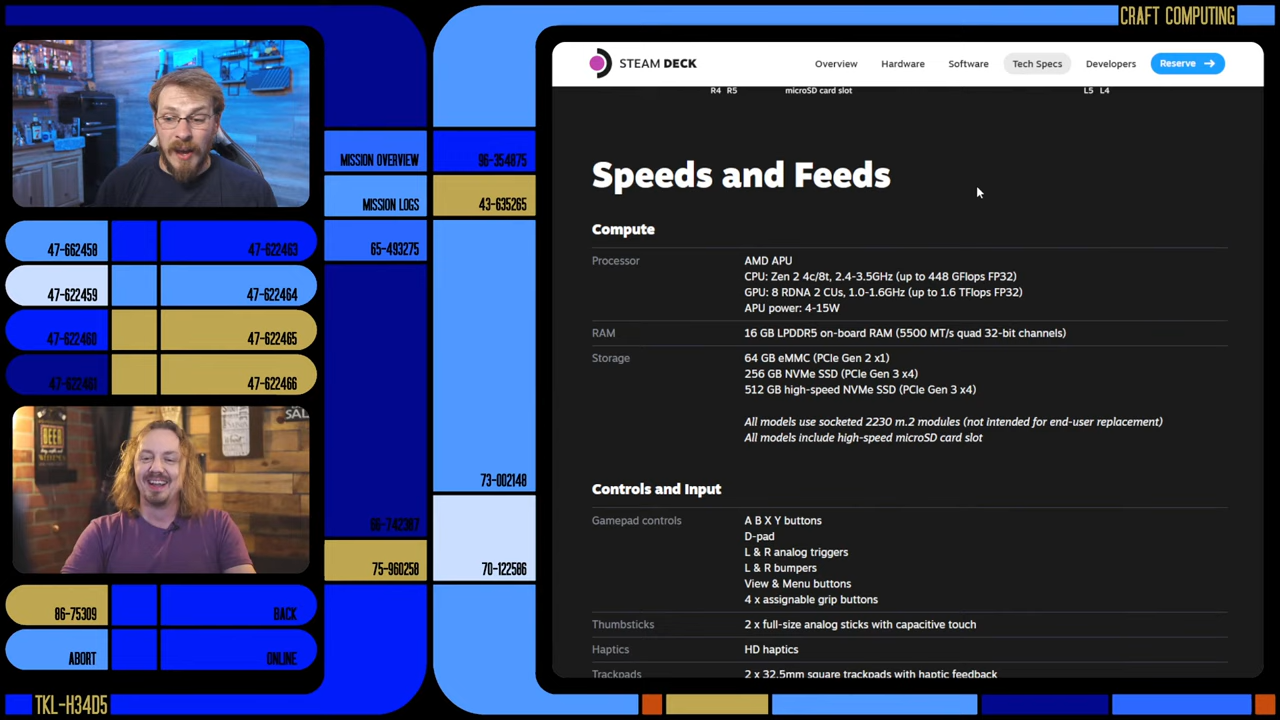 CRAFT COMPUTING
MISSION OVERVIEW
96-354875
MISSION LOGS
43-635265
47-662458
47-622463
65-493275
47-622459
47-622464
47-622460
47-622465
47-622461
47-622466
73-002148
96-742387
75-960258
70-122586
86-75309
BACK
ABORT
ONLINE
TKL-H34D5
BEER
STEAM DECK
Overview
Hardware
Software
Tech Specs
Developers
Reserve →
R4 R5
microSD card slot
L5 L4
Speeds and Feeds
Compute
Processor
AMD APU
CPU: Zen 2 4c/8t, 2.4-3.5GHz (up to 448 GFlops FP32)
GPU: 8 RDNA 2 CUs, 1.0-1.6GHz (up to 1.6 TFlops FP32)
APU power: 4-15W
RAM
16 GB LPDDR5 on-board RAM (5500 MT/s quad 32-bit channels)
Storage
64 GB eMMC (PCIe Gen 2 x1)
256 GB NVMe SSD (PCIe Gen 3 x4)
512 GB high-speed NVMe SSD (PCIe Gen 3 x4)
All models use socketed 2230 m.2 modules (not intended for end-user replacement)
All models include high-speed microSD card slot
Controls and Input
Gamepad controls
A B X Y buttons
D-pad
L & R analog triggers
L & R bumpers
View & Menu buttons
4 x assignable grip buttons
Thumbsticks
2 x full-size analog sticks with capacitive touch
Haptics
HD haptics
Trackpads
2 x 32.5mm square trackpads with haptic feedback